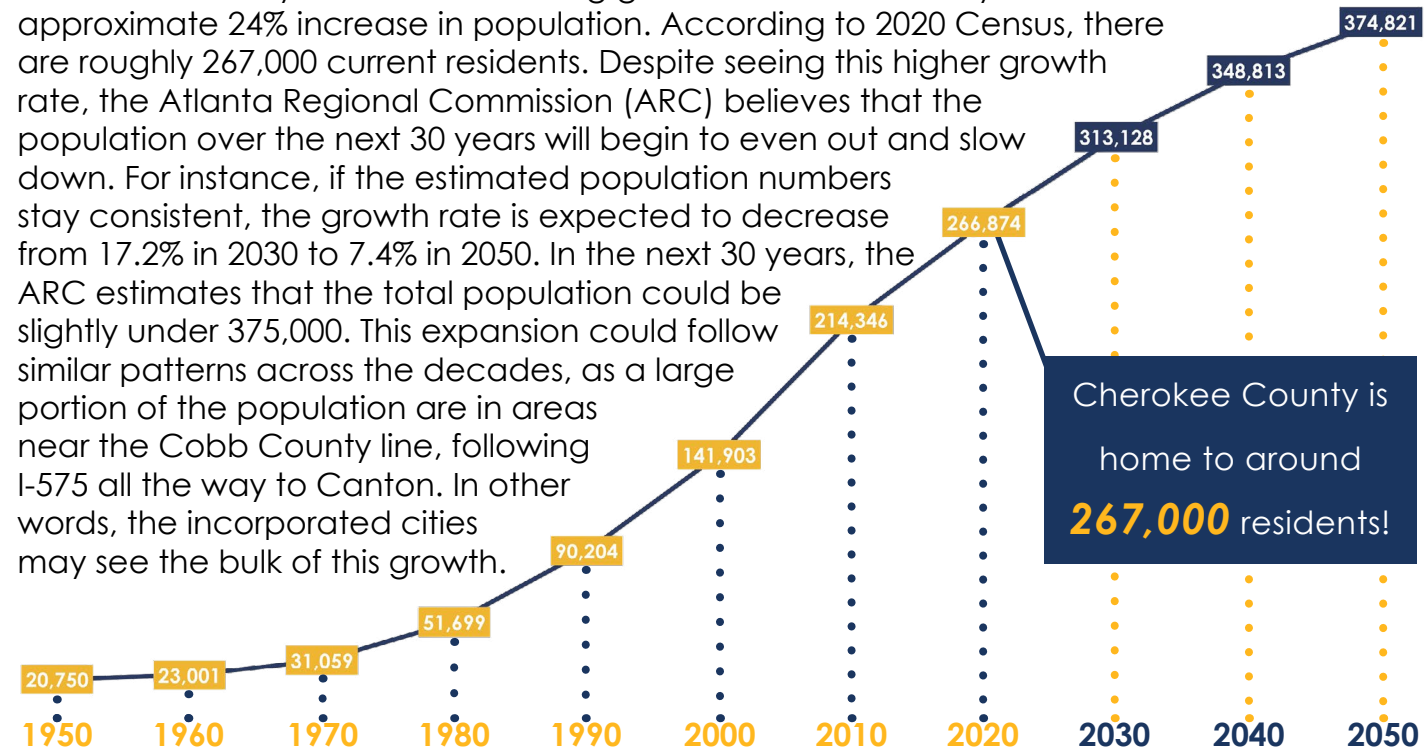 approximate 24% increase in population. According to 2020 Census, there
are roughly 267,000 current residents. Despite seeing this higher growth
rate, the Atlanta Regional Commission (ARC) believes that the
population over the next 30 years will begin to even out and slow
down. For instance, if the estimated population numbers
stay consistent, the growth rate is expected to decrease
from 17.2% in 2030 to 7.4% in 2050. In the next 30 years, the
ARC estimates that the total population could be
slightly under 375,000. This expansion could follow
similar patterns across the decades, as a large
portion of the population are in areas
near the Cobb County line, following
I-575 all the way to Canton. In other
words, the incorporated cities
may see the bulk of this growth.
374,821
348,813
313,128
266,874
214,346
141,903
90,204
51,699
31,059
23,001
20,750
Cherokee County is
home to around
267,000 residents!
1950 1960 1970 1980 1990 2000 2010 2020 2030 2040 2050